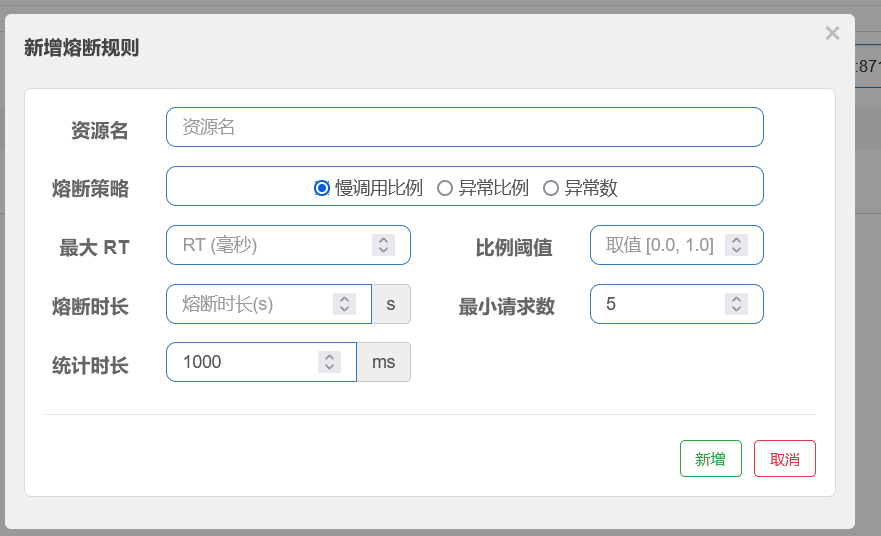 新增熔断规则
×
:871
资源名 资源名
熔断策略 慢调用比例 异常比例 异常数
最大 RT RT (毫秒) 比例阈值 取值 [0.0, 1.0]
熔断时长 熔断时长(s) s 最小请求数 5
统计时长 1000 ms
新增 取消